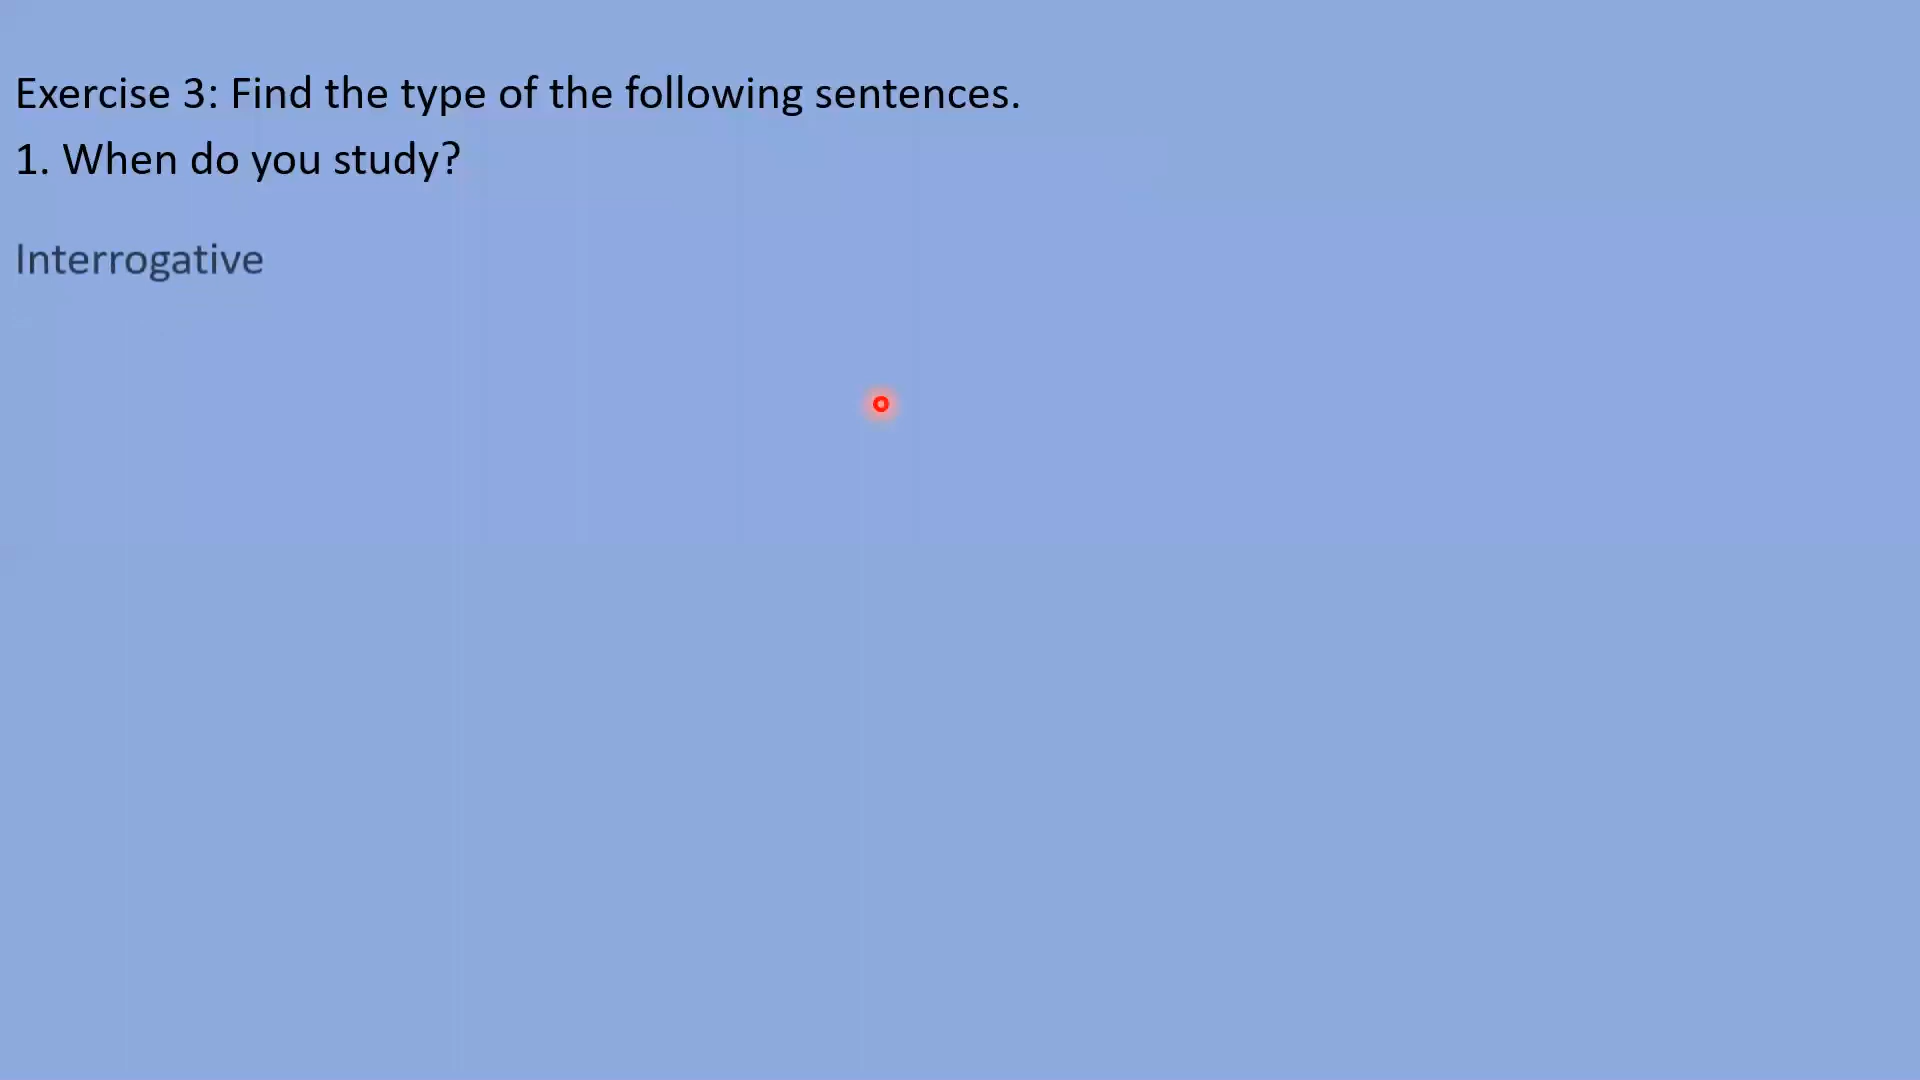 Exercise 3: Find the type of the following sentences.
1. When do you study?
Interrogative